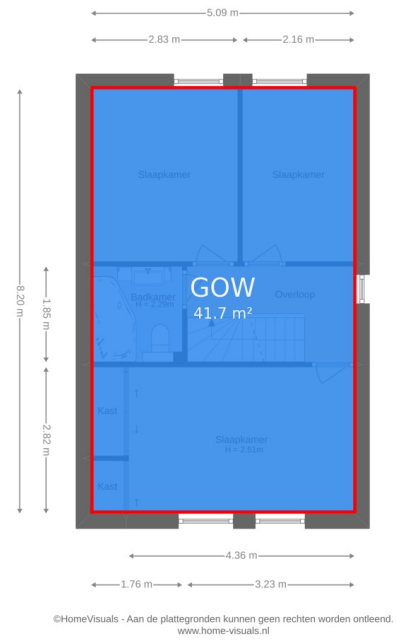 5.09 m
2.83 m
2.16 m
Slaapkamer
Slaapkamer
8.20 m
1.85 m
Badkamer
H = 2.29m
GOW
41.7 m²
Overloop
2.82 m
Kast
Slaapkamer
H = 2.51m
Kast
4.36 m
1.76 m
3.23 m
©HomeVisuals - Aan de plattegronden kunnen geen rechten worden ontleend.
www.home-visuals.nl